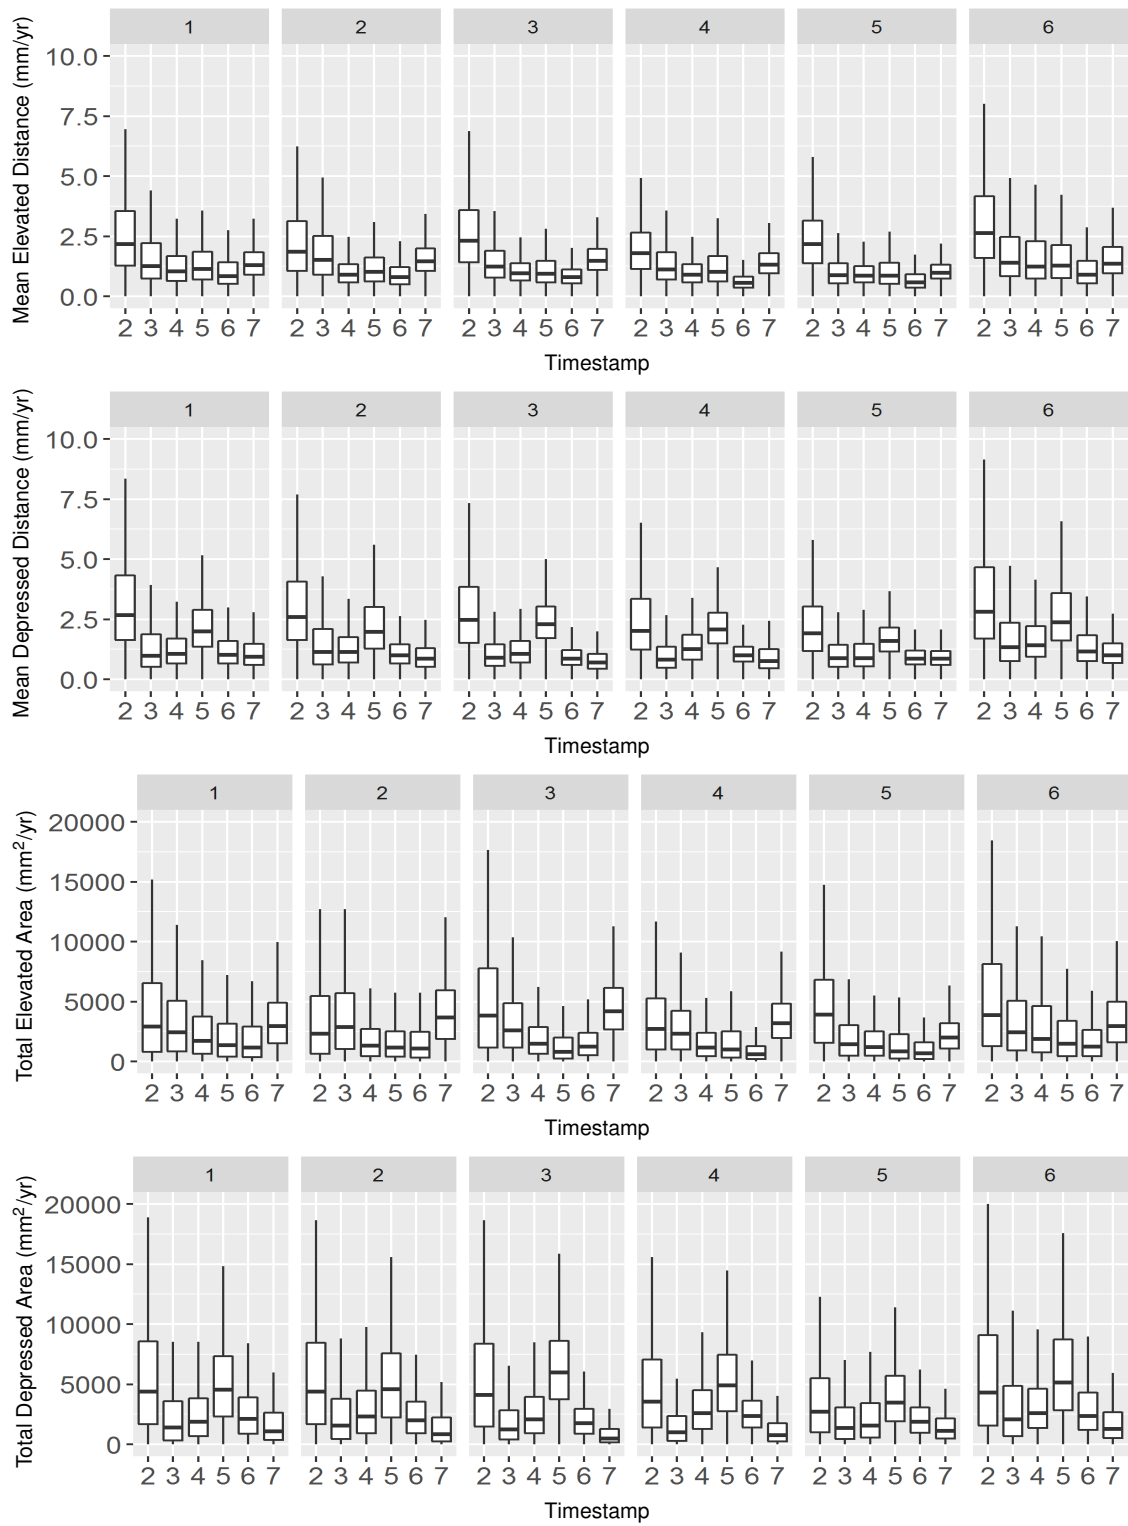 1 2 3 4 5 6
Mean Elevated Distance (mm/yr)
10.0
7.5
5.0
2.5
0.0
2 3 4 5 6 7 2 3 4 5 6 7 2 3 4 5 6 7 2 3 4 5 6 7 2 3 4 5 6 7 2 3 4 5 6 7
Timestamp
1 2 3 4 5 6
Mean Depressed Distance (mm/yr)
10.0
7.5
5.0
2.5
0.0
2 3 4 5 6 7 2 3 4 5 6 7 2 3 4 5 6 7 2 3 4 5 6 7 2 3 4 5 6 7 2 3 4 5 6 7
Timestamp
1 2 3 4 5 6
Total Elevated Area (mm²/yr)
20000
15000
10000
5000
0
2 3 4 5 6 7 2 3 4 5 6 7 2 3 4 5 6 7 2 3 4 5 6 7 2 3 4 5 6 7 2 3 4 5 6 7
Timestamp
1 2 3 4 5 6
Total Depressed Area (mm²/yr)
20000
15000
10000
5000
0
2 3 4 5 6 7 2 3 4 5 6 7 2 3 4 5 6 7 2 3 4 5 6 7 2 3 4 5 6 7 2 3 4 5 6 7
Timestamp